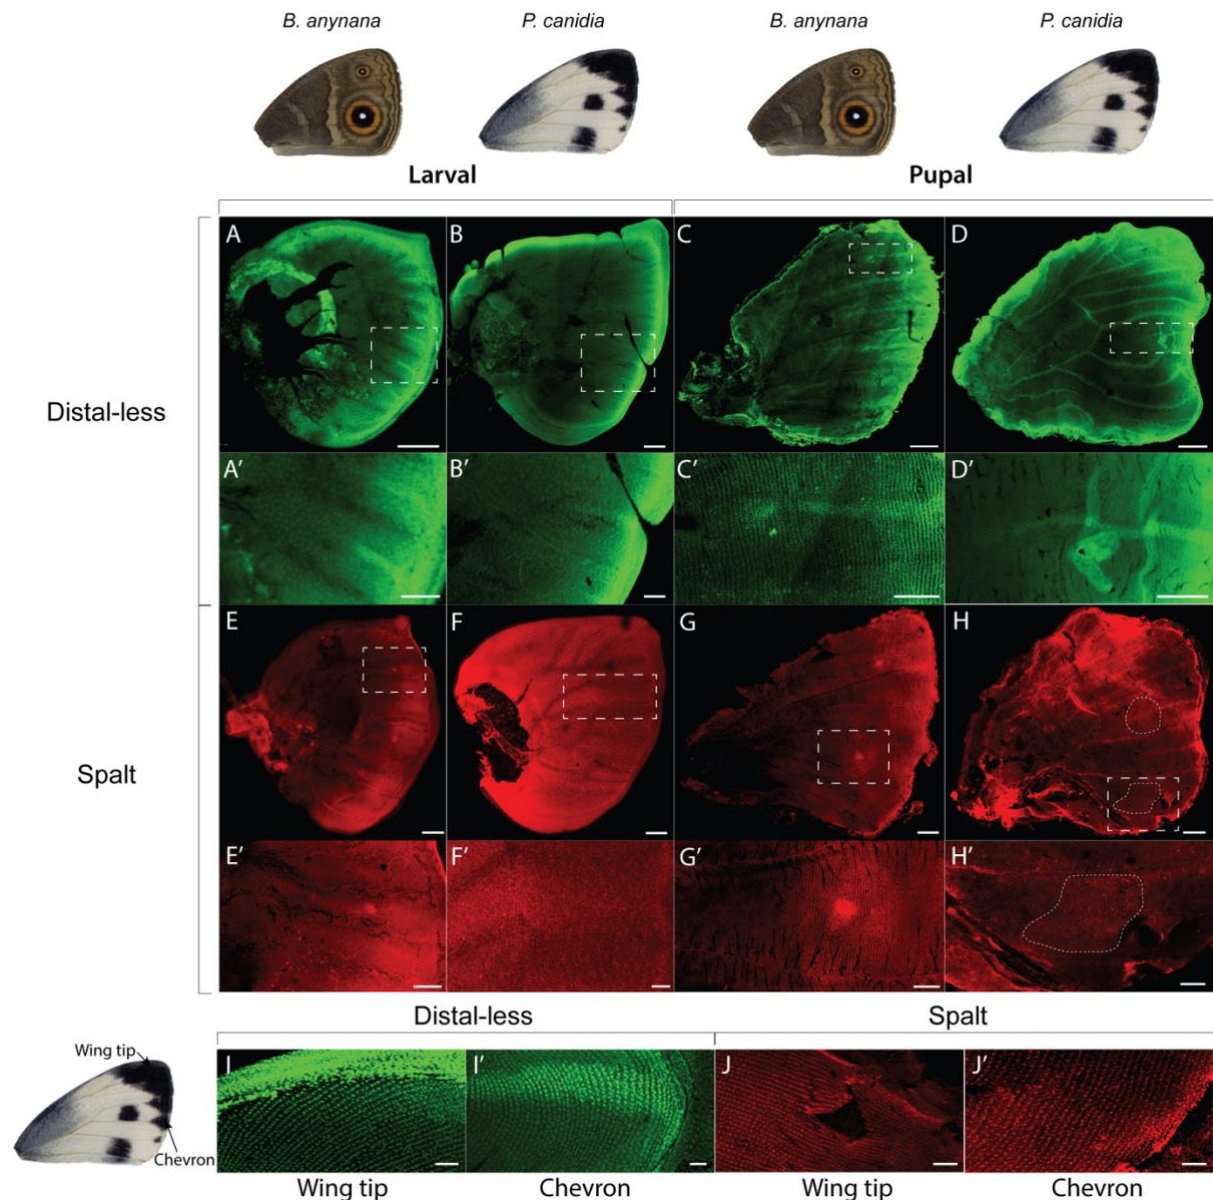 B. anynana P. canidia B. anynana P. canidia
Larval Pupal
A B C D
Distal-less
A' B' C' D'
E F G H
Spalt
E' F' G' H'
Distal-less Spalt
Wing tip
I I' J J'
Chevron
Wing tip Chevron Wing tip Chevron